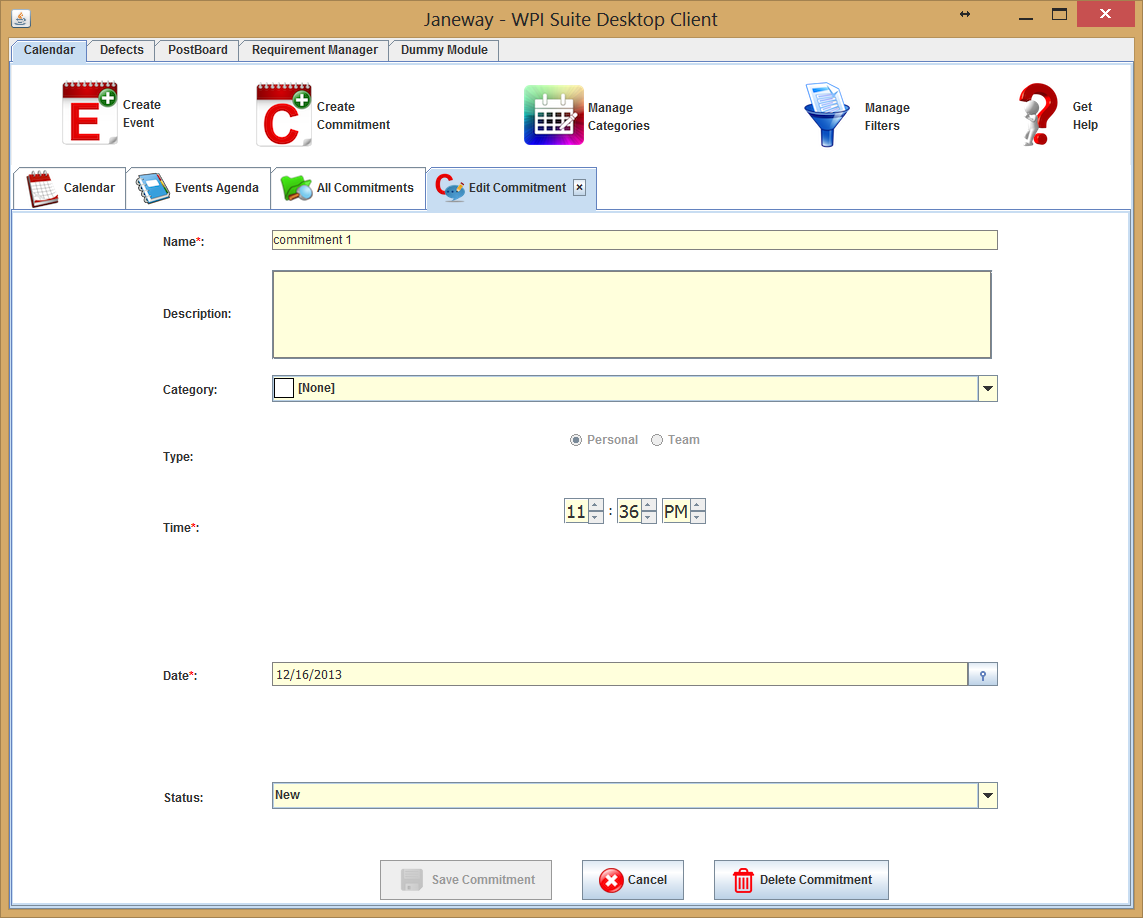 Janeway - WPI Suite Desktop Client
Calendar Defects PostBoard Requirement Manager Dummy Module
E Create Event
C Create Commitment
Manage Categories
Manage Filters
Get Help
Calendar Events Agenda All Commitments C Edit Commitment
Name*: commitment 1
Description:
Category: [None]
Type: Personal Team
Time*: 11 : 36 PM
Date*: 12/16/2013
Status: New
Save Commitment Cancel Delete Commitment